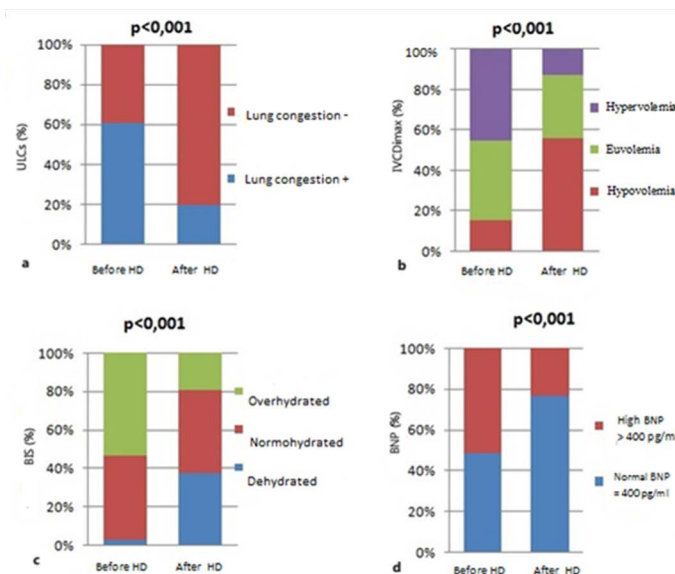 p<0,001
100%
80%
60%
40%
20%
0%
ULCs (%)
Lung congestion -
Lung congestion +
Before HD
After HD
a
p<0,001
100%
80%
60%
40%
20%
0%
IVCDimax (%)
Hypervolemia
Euvolemia
Hypovolemia
Before HD
After HD
b
p<0,001
100%
80%
60%
40%
20%
0%
BIS (%)
Overhydrated
Normohydrated
Dehydrated
Before HD
After HD
c
p<0,001
100%
80%
60%
40%
20%
0%
BNP (%)
High BNP
> 400 pg/m
Normal BNP
= 400 pg/ml
Before HD
After HD
d